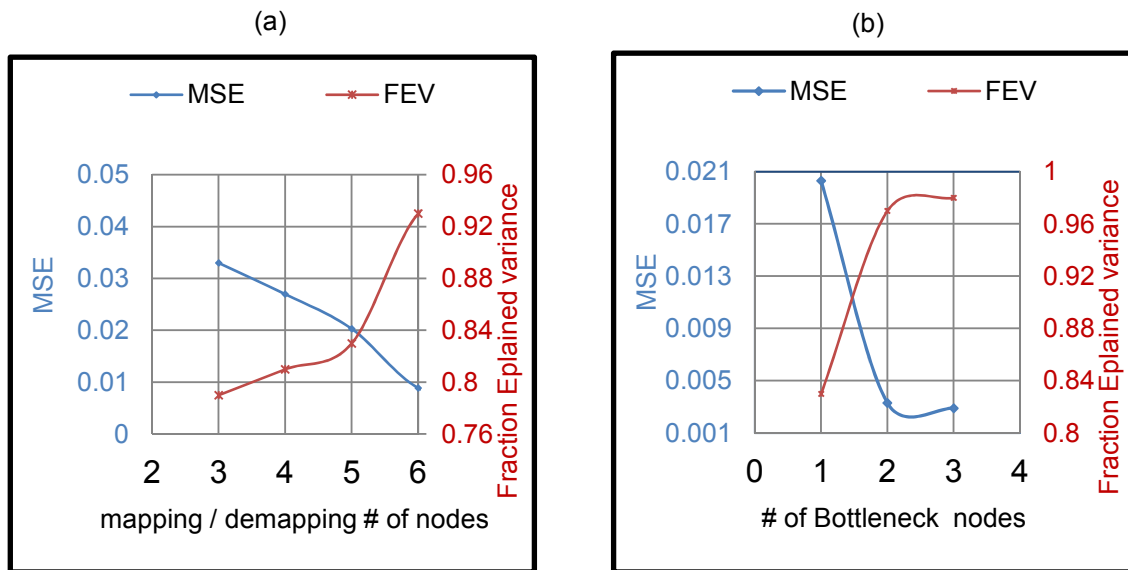 (a)
MSE FEV
0.05
0.04
0.03
0.02
0.01
0
MSE
0.96
0.92
0.88
0.84
0.8
0.76
Fraction Eplained variance
2 3 4 5 6
mapping / demapping # of nodes
(b)
MSE FEV
0.021
0.017
0.013
0.009
0.005
0.001
MSE
1
0.96
0.92
0.88
0.84
0.8
Fraction Eplained variance
0 1 2 3 4
# of Bottleneck nodes